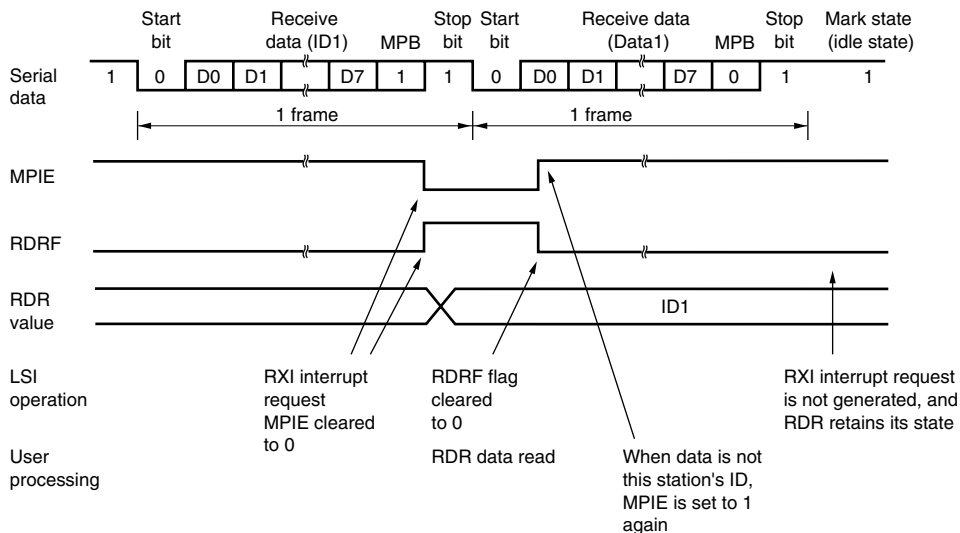 Start bit
Receive data (ID1)
MPB
Stop bit
Start bit
Receive data (Data1)
MPB
Stop bit
Mark state (idle state)
Serial data
1 0 D0 D1 D7 1 1 0 D0 D1 D7 0 1 1
1 frame
1 frame
MPIE
RDRF
RDR value
ID1
LSI operation
RXI interrupt request
MPIE cleared to 0
RDRF flag cleared to 0
RXI interrupt request is not generated, and RDR retains its state
User processing
RDR data read
When data is not this station's ID, MPIE is set to 1 again